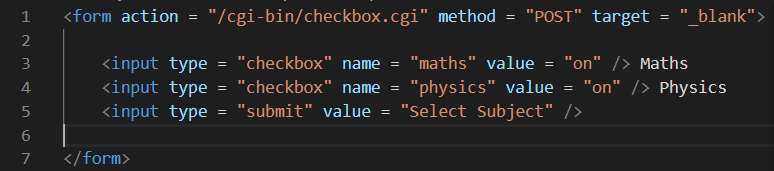 1 <form action = "/cgi-bin/checkbox.cgi" method = "POST" target = "_blank">
2
3 <input type = "checkbox" name = "maths" value = "on" /> Maths
4 <input type = "checkbox" name = "physics" value = "on" /> Physics
5 <input type = "submit" value = "Select Subject" />
6
7 </form>